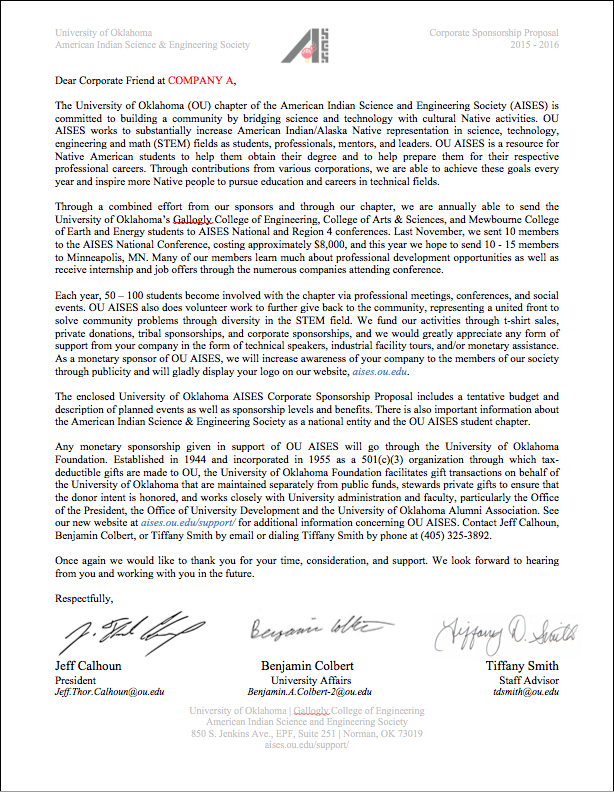 University of Oklahoma
American Indian Science & Engineering Society
AISES
Corporate Sponsorship Proposal
2015 - 2016
Dear Corporate Friend at COMPANY A,
The University of Oklahoma (OU) chapter of the American Indian Science and Engineering Society (AISES) is
committed to building a community by bridging science and technology with cultural Native activities. OU
AISES works to substantially increase American Indian/Alaska Native representation in science, technology,
engineering and math (STEM) fields as students, professionals, mentors, and leaders. OU AISES is a resource for
Native American students to help them obtain their degree and to help prepare them for their respective
professional careers. Through contributions from various corporations, we are able to achieve these goals every
year and inspire more Native people to pursue education and careers in technical fields.
Through a combined effort from our sponsors and through our chapter, we are annually able to send the
University of Oklahoma's Gallogly College of Engineering, College of Arts & Sciences, and Mewbourne College
of Earth and Energy students to AISES National and Region 4 conferences. Last November, we sent 10 members
to the AISES National Conference, costing approximately $8,000, and this year we hope to send 10 - 15 members
to Minneapolis, MN. Many of our members learn much about professional development opportunities as well as
receive internship and job offers through the numerous companies attending conference.
Each year, 50 – 100 students become involved with the chapter via professional meetings, conferences, and social
events. OU AISES also does volunteer work to further give back to the community, representing a united front to
solve community problems through diversity in the STEM field. We fund our activities through t-shirt sales,
private donations, tribal sponsorships, and corporate sponsorships, and we would greatly appreciate any form of
support from your company in the form of technical speakers, industrial facility tours, and/or monetary assistance.
As a monetary sponsor of OU AISES, we will increase awareness of your company to the members of our society
through publicity and will gladly display your logo on our website, aises.ou.edu.
The enclosed University of Oklahoma AISES Corporate Sponsorship Proposal includes a tentative budget and
description of planned events as well as sponsorship levels and benefits. There is also important information about
the American Indian Science & Engineering Society as a national entity and the OU AISES student chapter.
Any monetary sponsorship given in support of OU AISES will go through the University of Oklahoma
Foundation. Established in 1944 and incorporated in 1955 as a 501(c)(3) organization through which tax-
deductible gifts are made to OU, the University of Oklahoma Foundation facilitates gift transactions on behalf of
the University of Oklahoma that are maintained separately from public funds, stewards private gifts to ensure that
the donor intent is honored, and works closely with University administration and faculty, particularly the Office
of the President, the Office of University Development and the University of Oklahoma Alumni Association. See
our new website at aises.ou.edu/support/ for additional information concerning OU AISES. Contact Jeff Calhoun,
Benjamin Colbert, or Tiffany Smith by email or dialing Tiffany Smith by phone at (405) 325-3892.
Once again we would like to thank you for your time, consideration, and support. We look forward to hearing
from you and working with you in the future.
Respectfully,
J. Thor Calhoun Benjamin Colbert Tiffany D. Smith
Jeff Calhoun Benjamin Colbert Tiffany Smith
President University Affairs Staff Advisor
Jeff.Thor.Calhoun@ou.edu Benjamin.A.Colbert-2@ou.edu tdsmith@ou.edu
University of Oklahoma | Gallogly College of Engineering
American Indian Science and Engineering Society
850 S. Jenkins Ave., EPF, Suite 251 | Norman, OK 73019
aises.ou.edu/support/